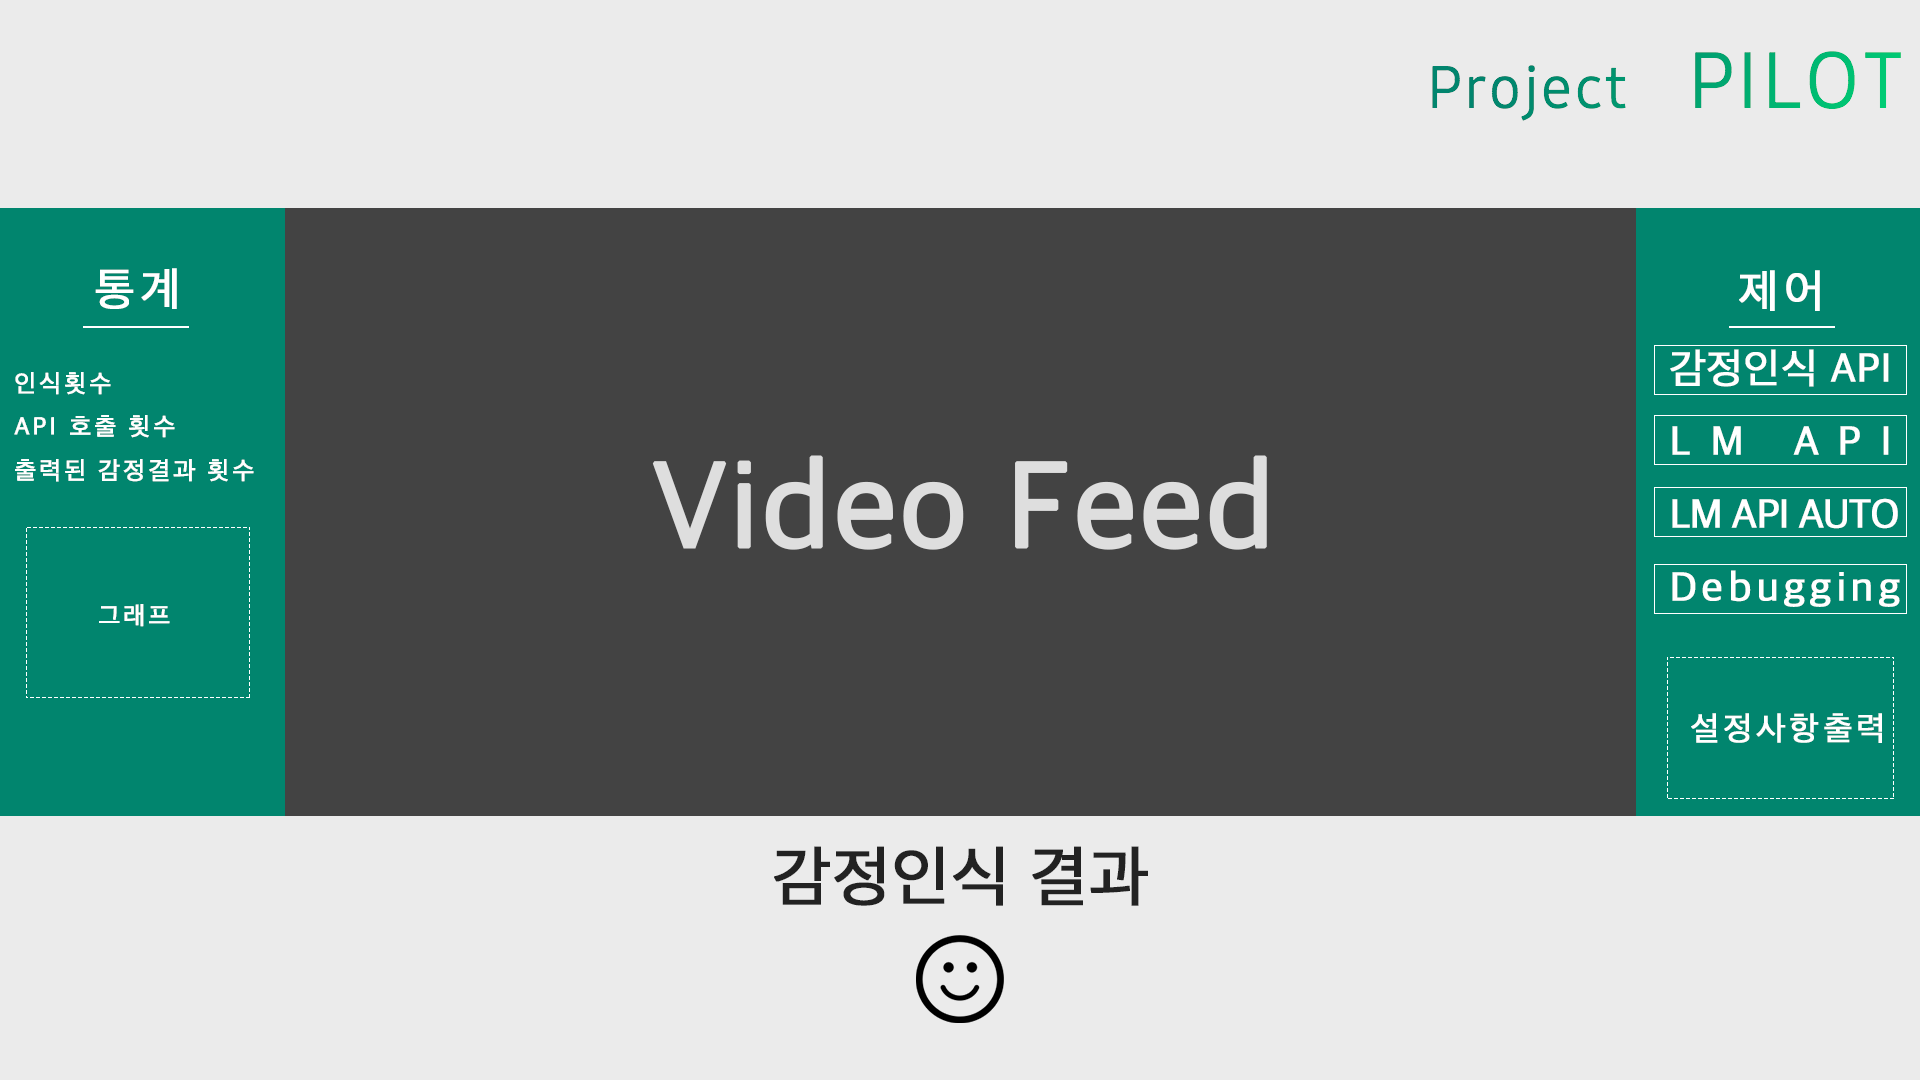 Project PILOT
통계
인식횟수
API 호출 횟수
출력된 감정결과 횟수
그래프
Video Feed
제어
감정인식 API
LM API
LM API AUTO
Debugging
설정사항출력
감정인식 결과